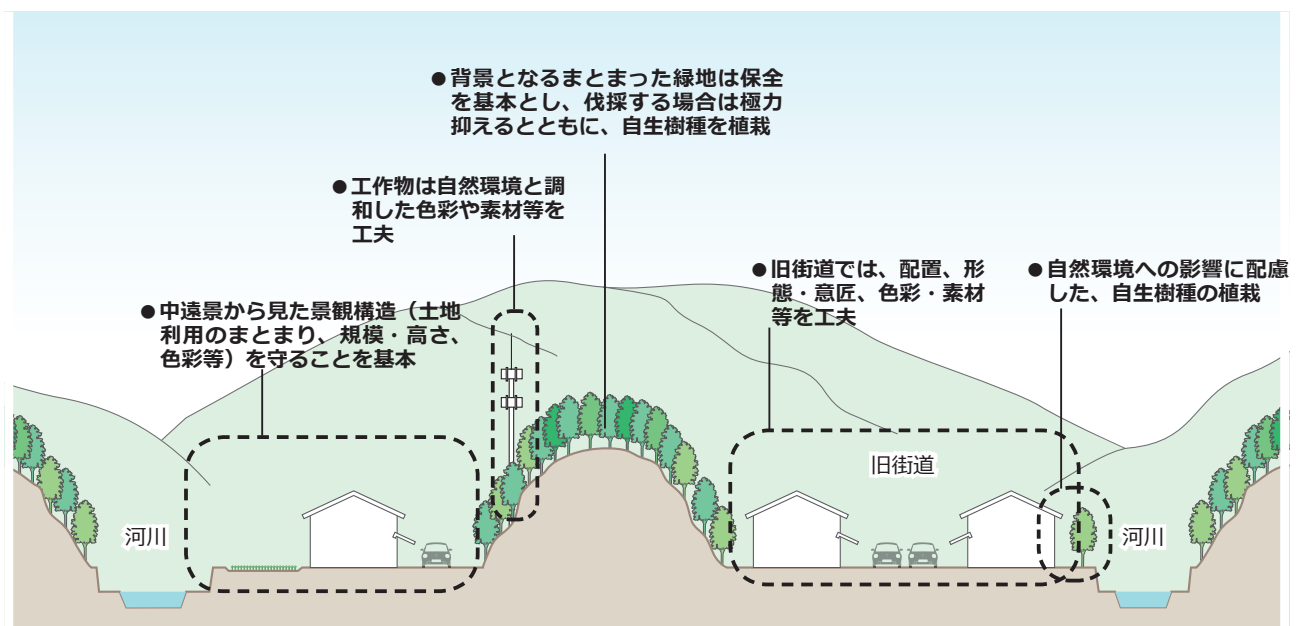 ●背景となるまとまった緑地は保全
を基本とし、伐採する場合は極力
抑えるとともに、自生樹種を植栽
●工作物は自然環境と調
和した色彩や素材等を
工夫
●中遠景から見た景観構造（土地
利用のまとまり、規模・高さ、
色彩等）を守ることを基本
●旧街道では、配置、形
態・意匠、色彩・素材
等を工夫
●自然環境への影響に配慮
した、自生樹種の植栽
旧街道
河川
河川